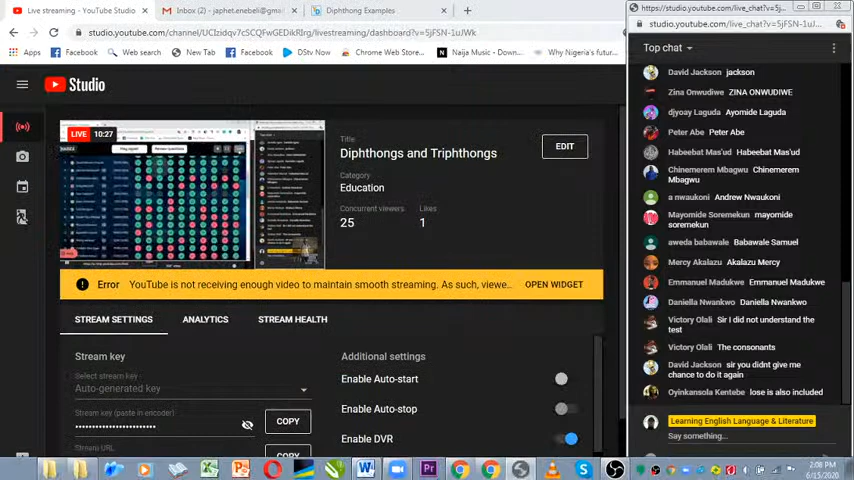 Live streaming - YouTube Studio
Inbox (2) - japhet.enebeli@gmail
Diphthong Examples
https://studio.youtube.com/live_chat?v=5j...
studio.youtube.com/channel/UCIzidqv7cSCQFwGEDikRIrg/livestreaming/dashboard?v=5jFSN-1uJWk
studio.youtube.com/live_chat?v=5jFSN-1uJ...
Facebook
Web search
New Tab
Facebook
DStv Now
Chrome Web Store...
Naija Music - Down...
Why Nigeria's futur...
Top chat
Studio
LIVE 10:27
Title
Diphthongs and Triphthongs
EDIT
Category
Education
Concurrent viewers
Likes
25
1
Error YouTube is not receiving enough video to maintain smooth streaming. As such, viewe...
OPEN WIDGET
STREAM SETTINGS
ANALYTICS
STREAM HEALTH
Stream key
Select stream key
Auto-generated key
Stream key (paste in encoder)
COPY
Stream URL
COPY
Additional settings
Enable Auto-start
Enable Auto-stop
Enable DVR
David Jackson jackson
Zina Onwudiwe ZINA ONWUDIWE
djyoay Laguda Ayomide Laguda
Peter Abe Peter Abe
Habeebat Mas'ud Habeebat Mas'ud
Chinemerem Mbagwu Chinemerem
Mbagwu
a nwaukoni Andrew Nwaukoni
Mayomide Soremekun mayomide
soremekun
aweda babawale Babawale Samuel
Mercy Akalazu Akalazu Mercy
Emmanuel Madukwe Emmanuel Madukwe
Daniella Nwankwo Daniella Nwankwo
Victory Olali Sir I did not understand the
test
Victory Olali The consonants
David Jackson sir you didnt give me
chance to do it again
Oyinkansola Kentebe lose is also included
Learning English Language & Literature
Say something...
2:08 PM
6/15/2020